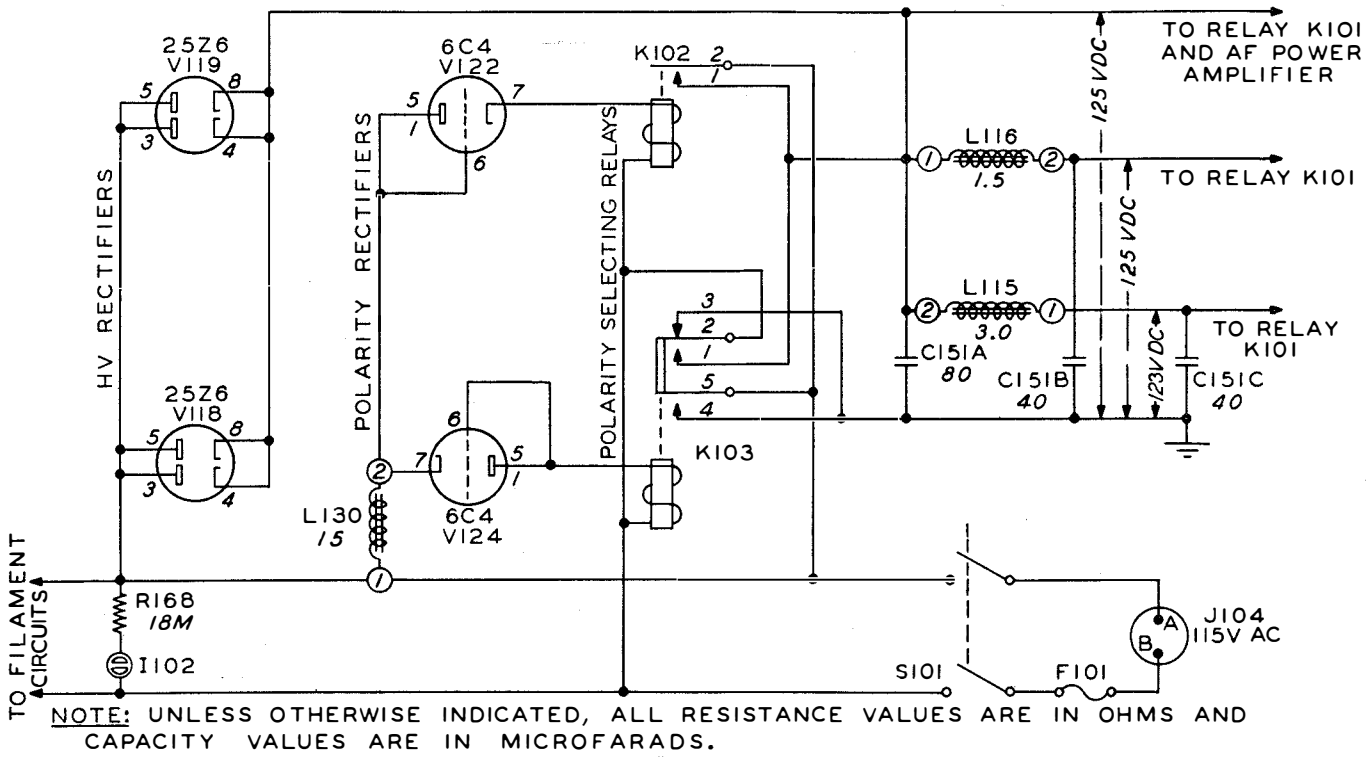 25Z6
V119
5
8
3
4
HV RECTIFIERS
25Z6
V118
5
8
3
4
6C4
V122
5
1
7
6
POLARITY RECTIFIERS
6
7
5
1
6C4
V124
2
L130
15
1
POLARITY SELECTING RELAYS
K102
2
1
3
2
1
5
4
K103
125 VDC
TO RELAY K101
AND AF POWER
AMPLIFIER
L116
1
2
1.5
TO RELAY K101
125 VDC
L115
2
1
3.0
TO RELAY
K101
123VDC
C151A
80
C151B
40
C151C
40
TO FILAMENT
CIRCUITS
R168
18M
I102
S101
F101
J104
115V AC
A
B
NOTE: UNLESS OTHERWISE INDICATED, ALL RESISTANCE VALUES ARE IN OHMS AND
CAPACITY VALUES ARE IN MICROFARADS.